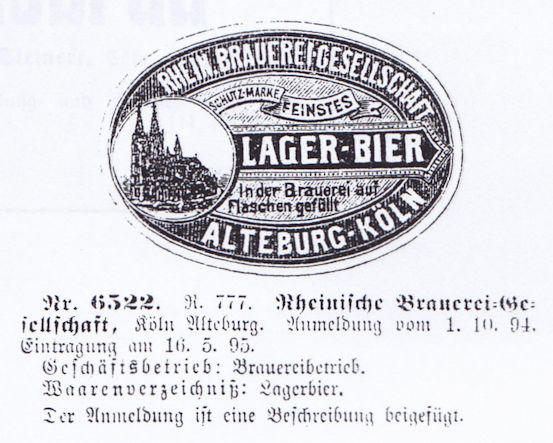 RHEIN. BRAUEREI-GESELLSCHAFT
SCHUTZ-MARKE
FEINSTES
LAGER-BIER
In der Brauerei auf
Flaschen gefüllt
ALTEBURG-KÖLN
Nr. 6522. R. 777. Rheinische Brauerei-Ge-
sellschaft, Köln Alteburg. Anmeldung vom 1. 10. 94.
Eintragung am 16. 5. 95.
Geschäftsbetrieb: Brauereibetrieb.
Waarenverzeichniß: Lagerbier.
Der Anmeldung ist eine Beschreibung beigefügt.